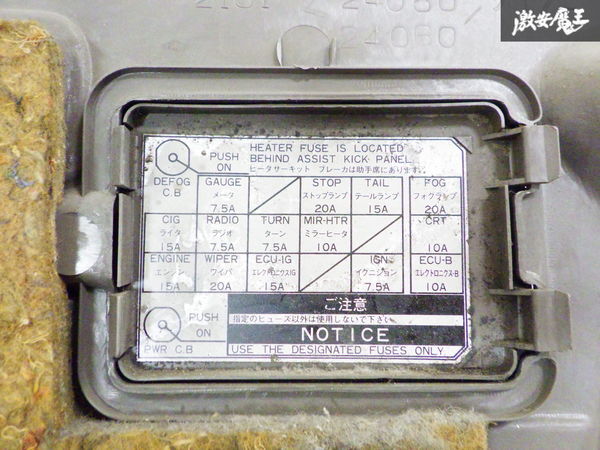 激安魔王
24060
PUSH ON
HEATER FUSE IS LOCATED
BEHIND ASSIST KICK PANEL.
ヒータサーキット ブレーカは助手席にあります。
DEFOG C.B
GAUGE メータ 7.5A
STOP ストップランプ 20A
TAIL テールランプ 15A
FOG フォグランプ 20A
CIG ライタ 15A
RADIO ラジオ 7.5A
TURN ターン 7.5A
MIR-HTR ミラーヒータ 10A
CRT 10A
ENGINE エンジン 15A
WIPER ワイパ 20A
ECU-IG エレクトロニクスIG 15A
IGN イグニション 7.5A
ECU-B エレクトロニクス-B 10A
PUSH ON
PWR C.B
ご注意
指定のヒューズ以外は使用しないで下さい。
NOTICE
USE THE DESIGNATED FUSES ONLY.